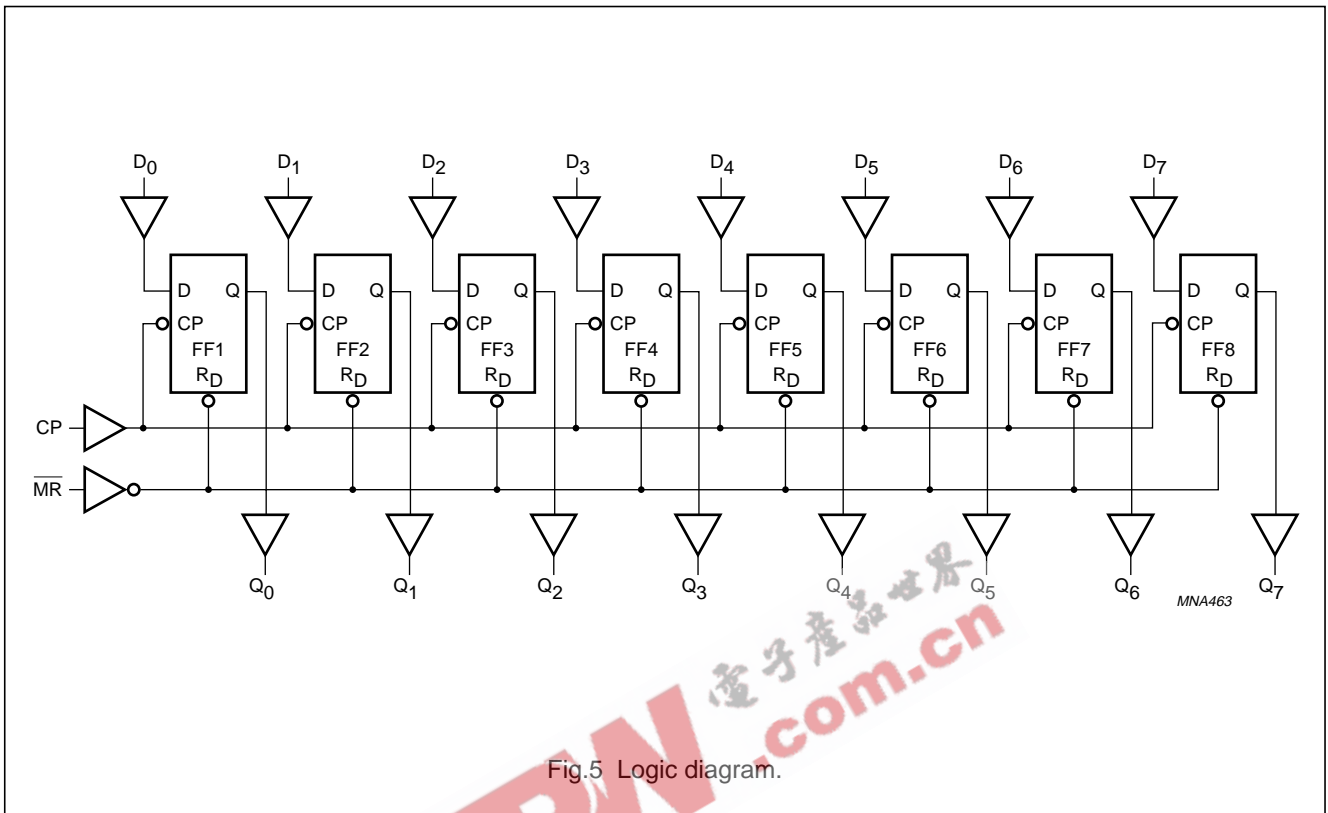 D0 D1 D2 D3 D4 D5 D6 D7
D Q D Q D Q D Q D Q D Q D Q D Q
CP CP CP CP CP CP CP CP
FF1 FF2 FF3 FF4 FF5 FF6 FF7 FF8
RD RD RD RD RD RD RD RD
CP
MR
Q0 Q1 Q2 Q3 Q4 Q5 Q6 Q7
MNA463
電子產品世界
.com.cn
Fig.5 Logic diagram.